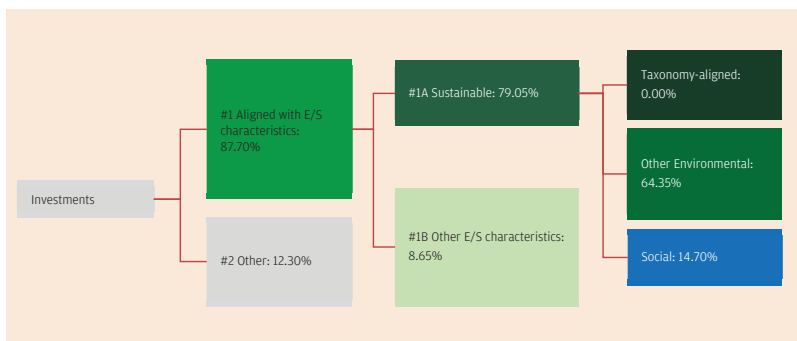 Investments
#1 Aligned with E/S
characteristics:
87.70%
#2 Other: 12.30%
#1A Sustainable: 79.05%
#1B Other E/S characteristics:
8.65%
Taxonomy-aligned:
0.00%
Other Environmental:
64.35%
Social: 14.70%